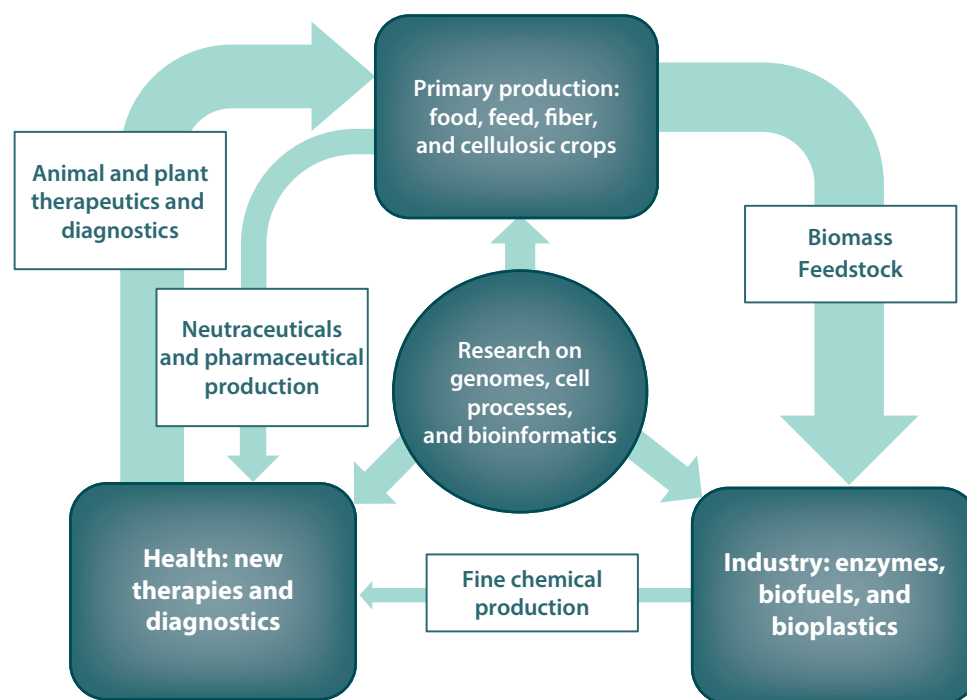 Primary production:
food, feed, fiber,
and cellulosic crops
Animal and plant
therapeutics and
diagnostics
Biomass
Feedstock
Neutraceuticals
and pharmaceutical
production
Research on
genomes, cell
processes,
and bioinformatics
Health: new
therapies and
diagnostics
Fine chemical
production
Industry: enzymes,
biofuels, and
bioplastics